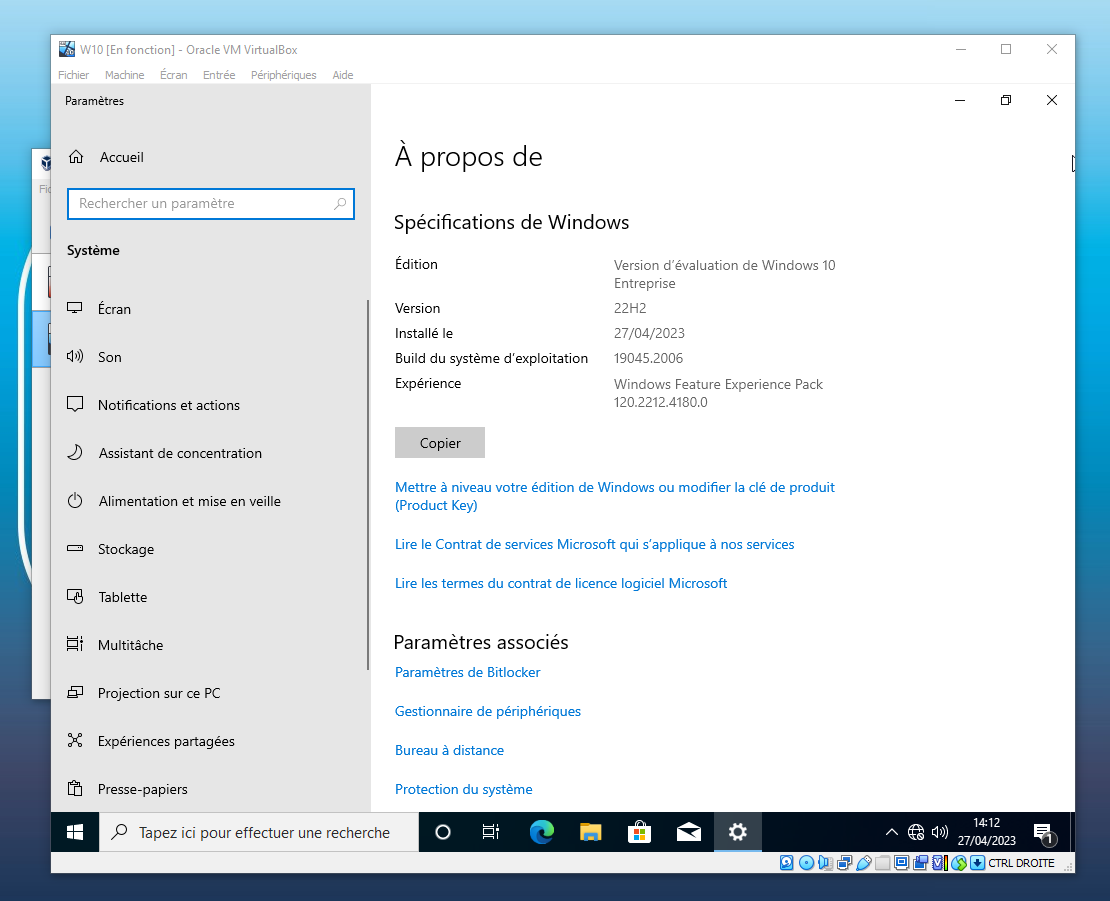 W10 [En fonction] - Oracle VM VirtualBox
Fichier Machine Écran Entrée Périphériques Aide
Paramètres
Accueil
Rechercher un paramètre
Système
Écran
Son
Notifications et actions
Assistant de concentration
Alimentation et mise en veille
Stockage
Tablette
Multitâche
Projection sur ce PC
Expériences partagées
Presse-papiers
À propos de
Spécifications de Windows
Édition Version d’évaluation de Windows 10
Entreprise
Version 22H2
Installé le 27/04/2023
Build du système d’exploitation 19045.2006
Expérience Windows Feature Experience Pack
120.2212.4180.0
Copier
Mettre à niveau votre édition de Windows ou modifier la clé de produit
(Product Key)
Lire le Contrat de services Microsoft qui s’applique à nos services
Lire les termes du contrat de licence logiciel Microsoft
Paramètres associés
Paramètres de Bitlocker
Gestionnaire de périphériques
Bureau à distance
Protection du système
Tapez ici pour effectuer une recherche
14:12
27/04/2023
1
CTRL DROITE